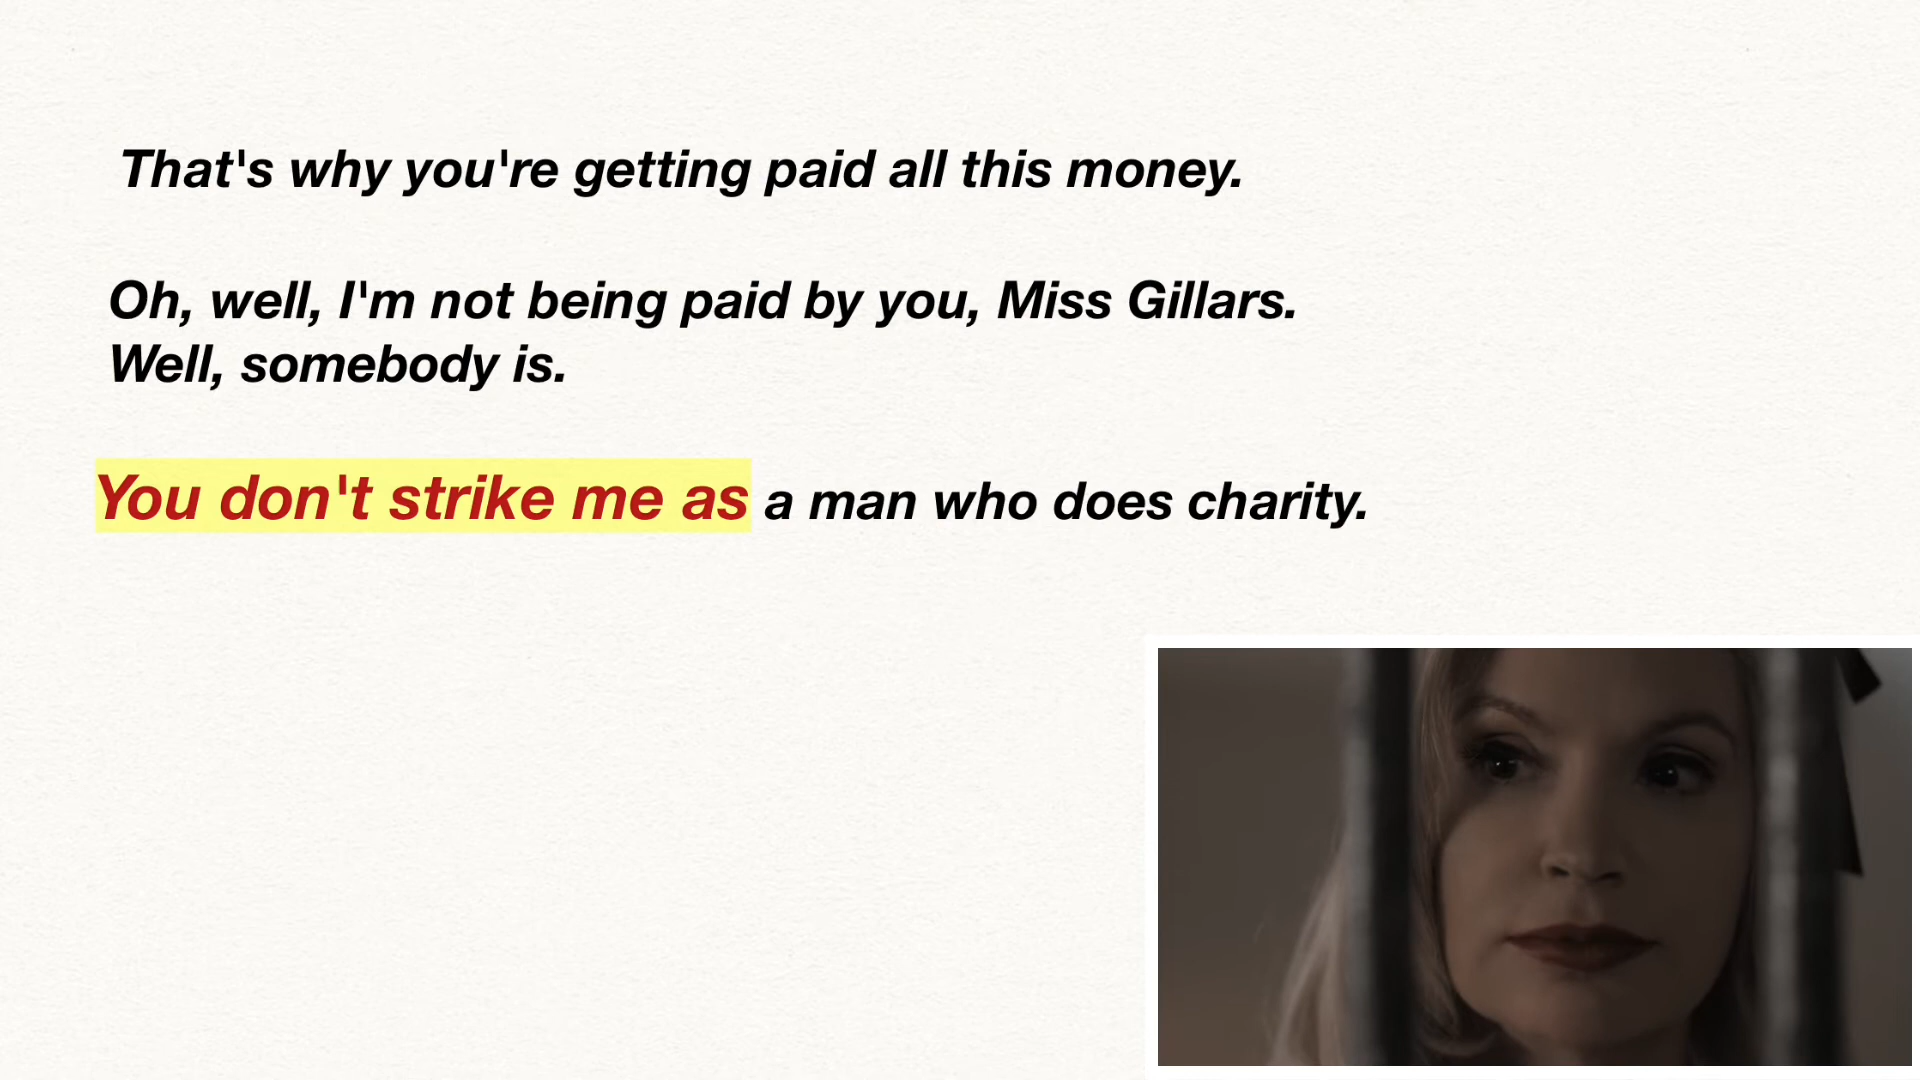 That's why you're getting paid all this money.
Oh, well, I'm not being paid by you, Miss Gillars.
Well, somebody is.
You don't strike me as a man who does charity.